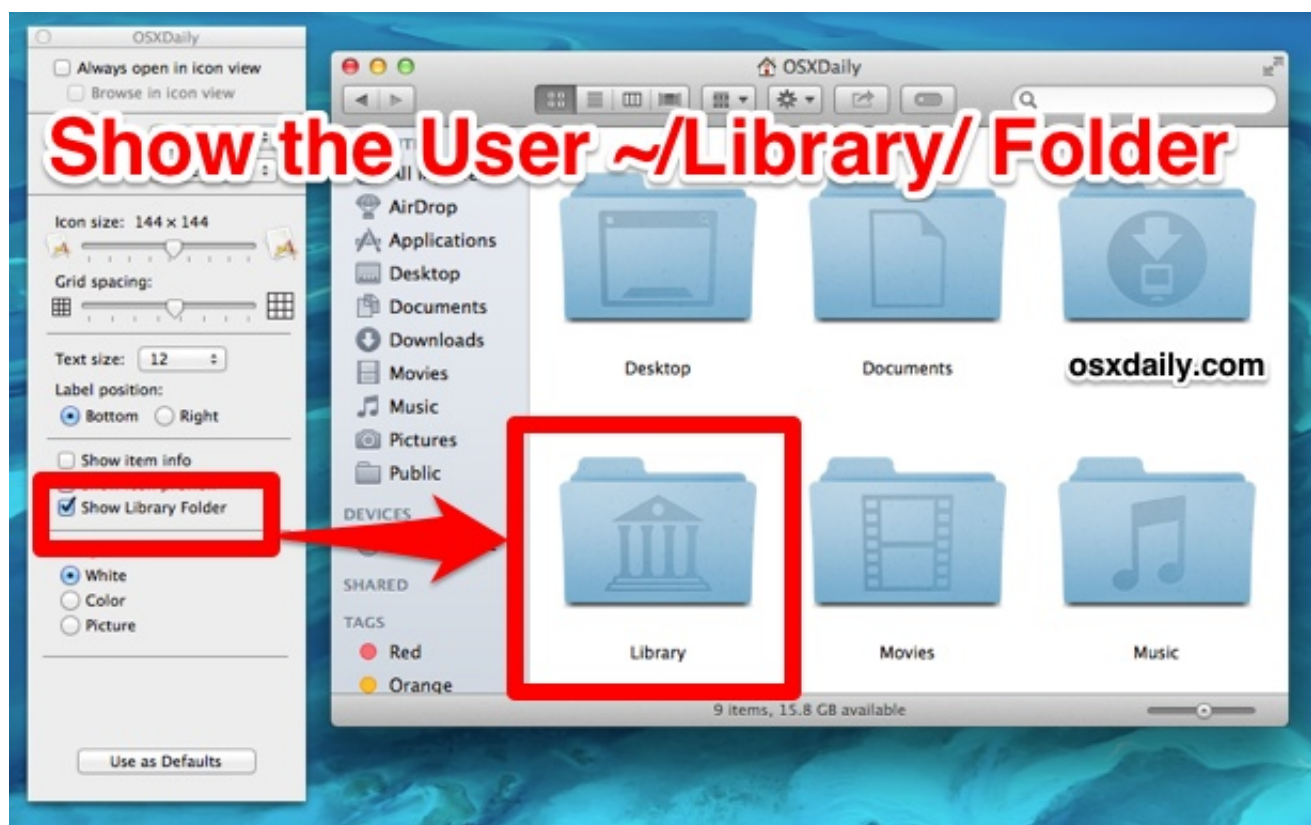 OSXDaily
Always open in icon view
Browse in icon view
Icon size: 144 × 144
Grid spacing:
Text size: 12
Label position:
Bottom Right
Show item info
Show Library Folder
White
Color
Picture
Use as Defaults
OSXDaily
Show the User ~/Library/ Folder
AirDrop
Applications
Desktop
Documents
Downloads
Movies
Music
Pictures
Public
DEVICES
SHARED
TAGS
Red
Orange
Desktop
Documents
osxdaily.com
Library
Movies
Music
9 items, 15.8 GB available